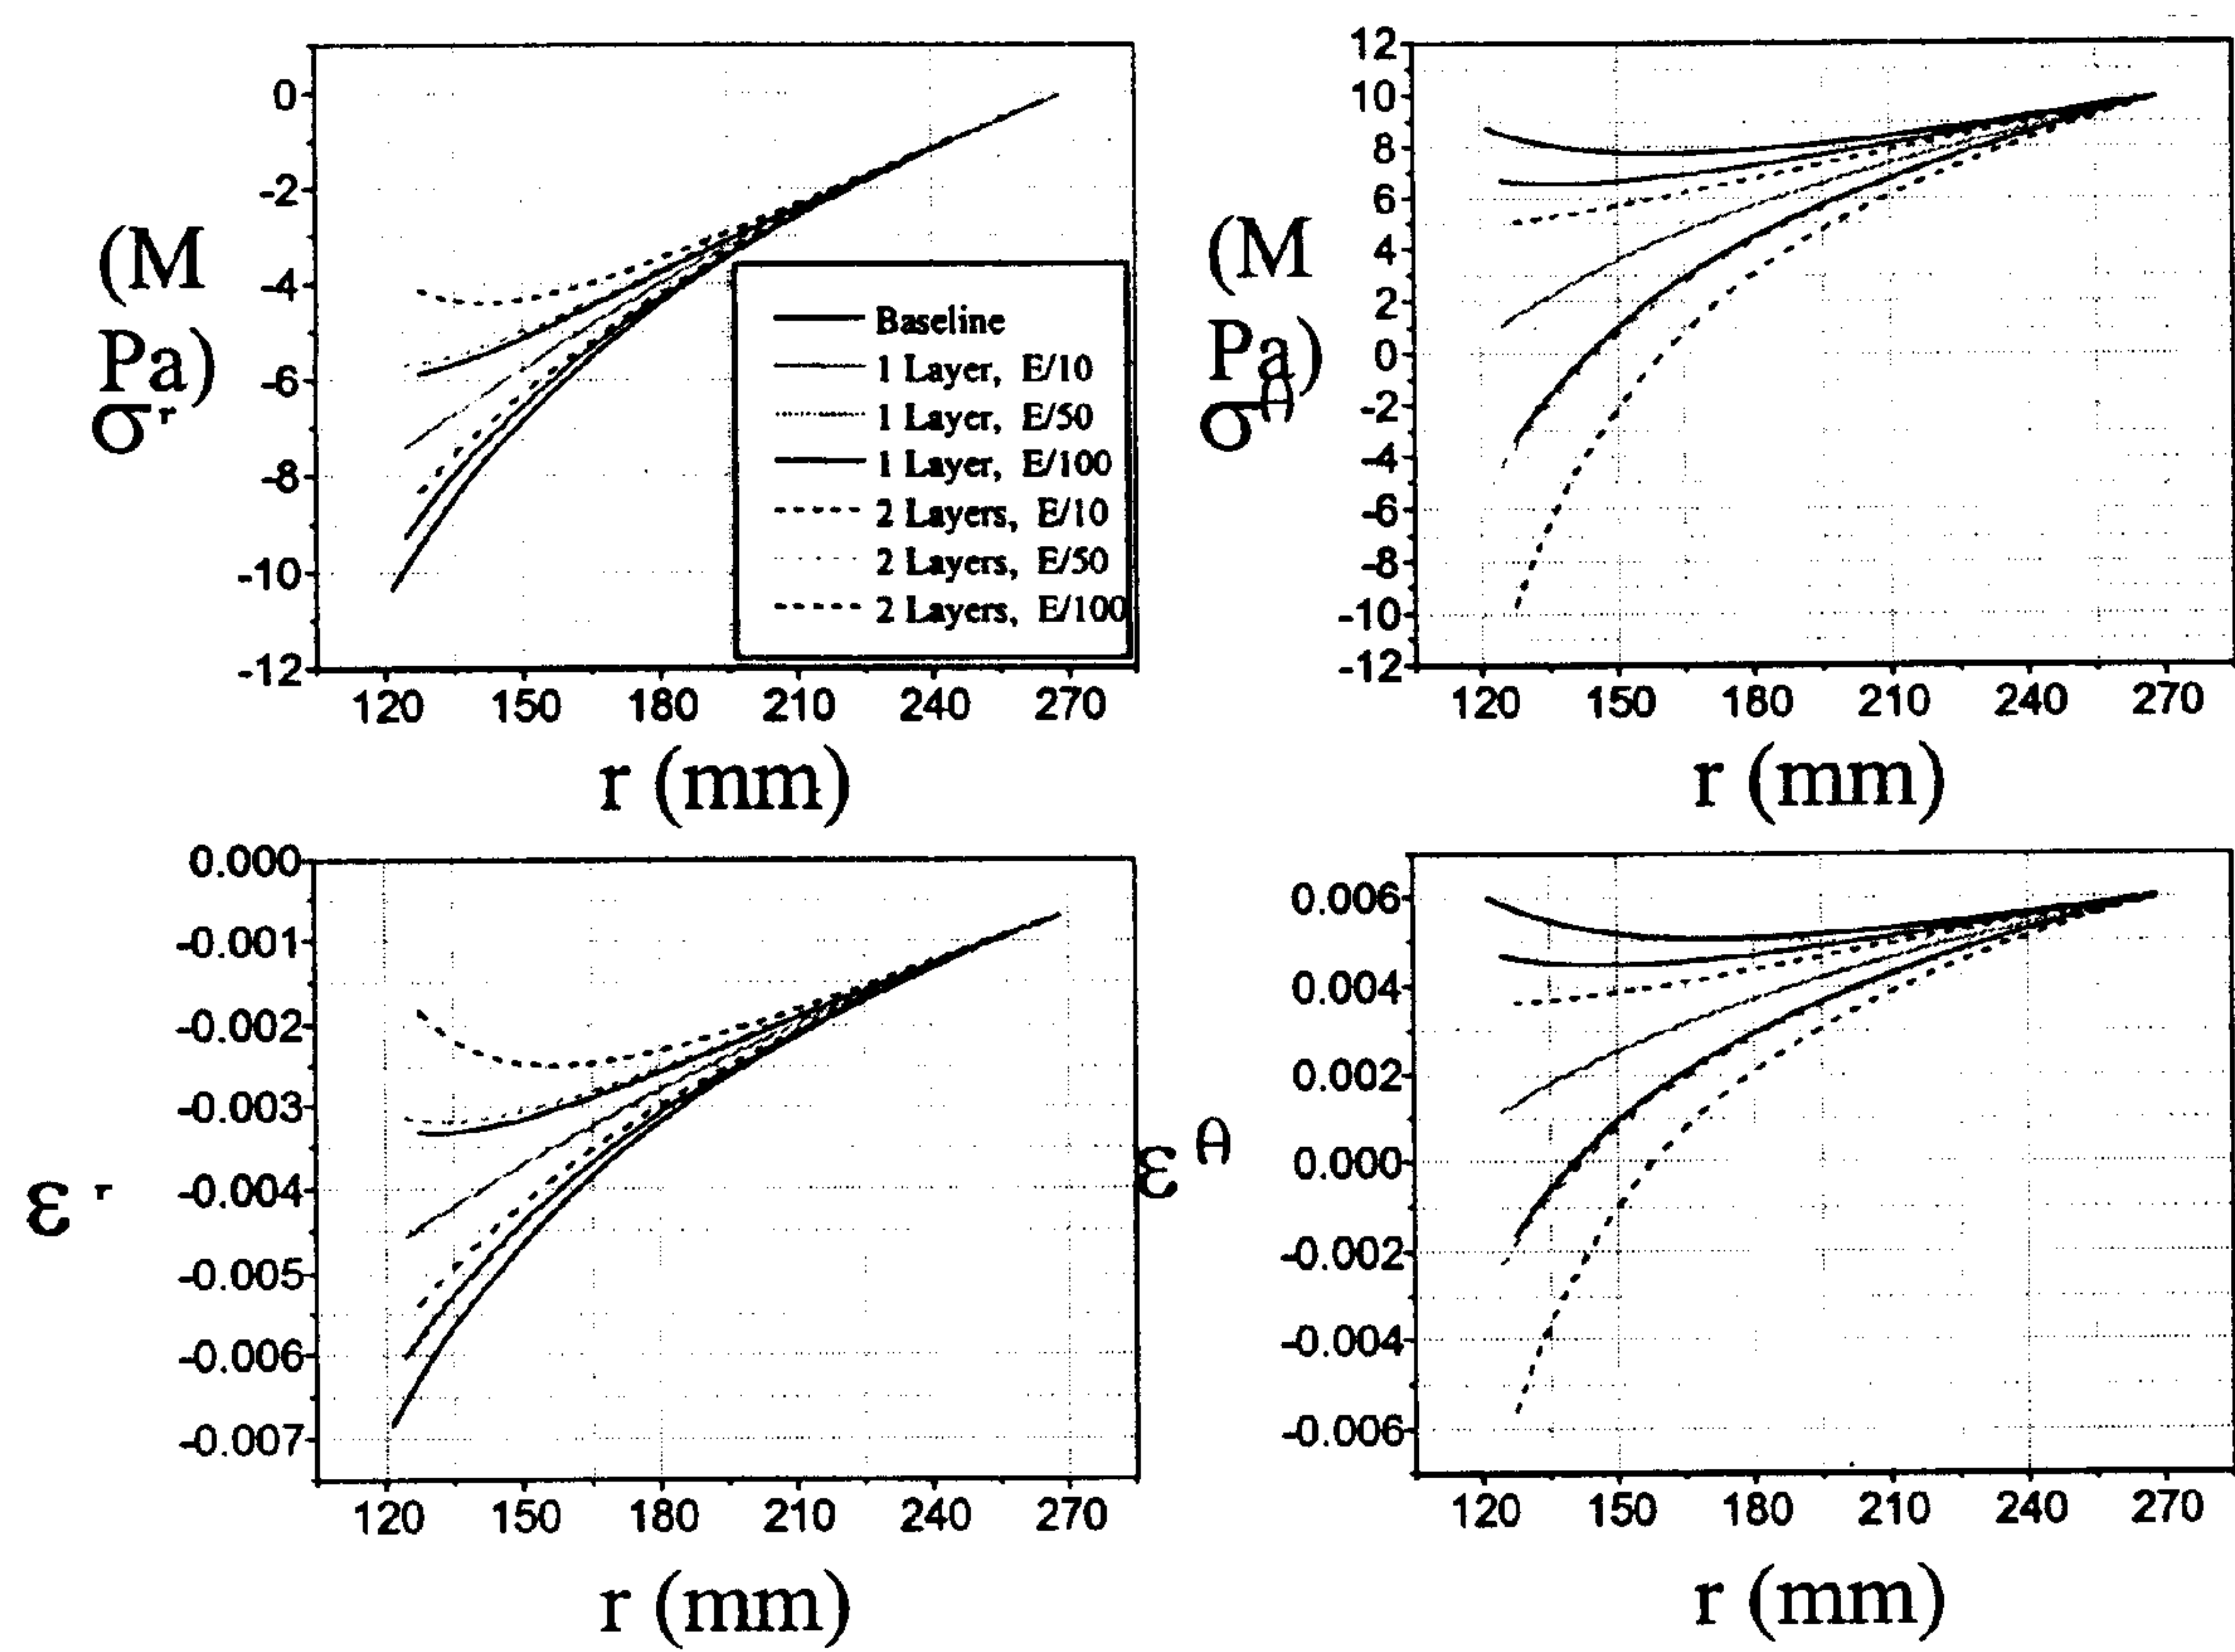 0
-2
-4
-6
-8
-10
-12
(M
Pa)
σr
Baseline
1 Layer, E/10
1 Layer, E/50
1 Layer, E/100
2 Layers, E/10
2 Layers, E/50
2 Layers, E/100
120 150 180 210 240 270
r (mm)
12
10
8
6
4
2
0
-2
-4
-6
-8
-10
-12
(M
Pa)
σθ
120 150 180 210 240 270
r (mm)
0.000
-0.001
-0.002
-0.003
-0.004
-0.005
-0.006
-0.007
ε r
120 150 180 210 240 270
r (mm)
0.006
0.004
0.002
0.000
-0.002
-0.004
-0.006
ε θ
120 150 180 210 240 270
r (mm)